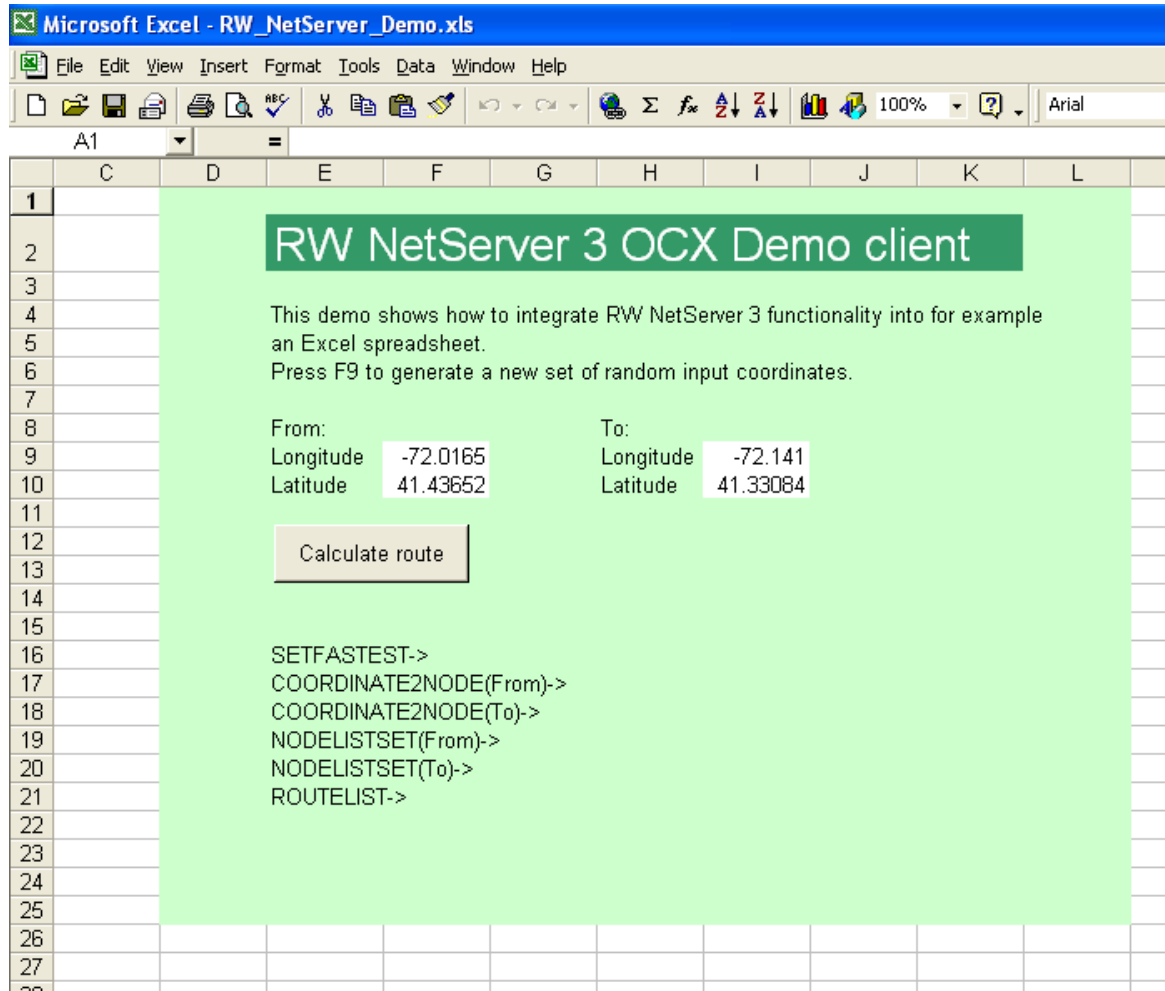 Microsoft Excel - RW_NetServer_Demo.xls
File Edit View Insert Format Tools Data Window Help
ABC Σ fx A Z Z A 100% ? Arial
A1 =
C D E F G H I J K L
1
2 RW NetServer 3 OCX Demo client
3
4 This demo shows how to integrate RW NetServer 3 functionality into for example
5 an Excel spreadsheet.
6 Press F9 to generate a new set of random input coordinates.
7
8 From: To:
9 Longitude -72.0165 Longitude -72.141
10 Latitude 41.43652 Latitude 41.33084
11
12
Calculate route
13
14
15
16 SETFASTEST->
17 COORDINATE2NODE(From)->
18 COORDINATE2NODE(To)->
19 NODELISTSET(From)->
20 NODELISTSET(To)->
21 ROUTELIST->
22
23
24
25
26
27